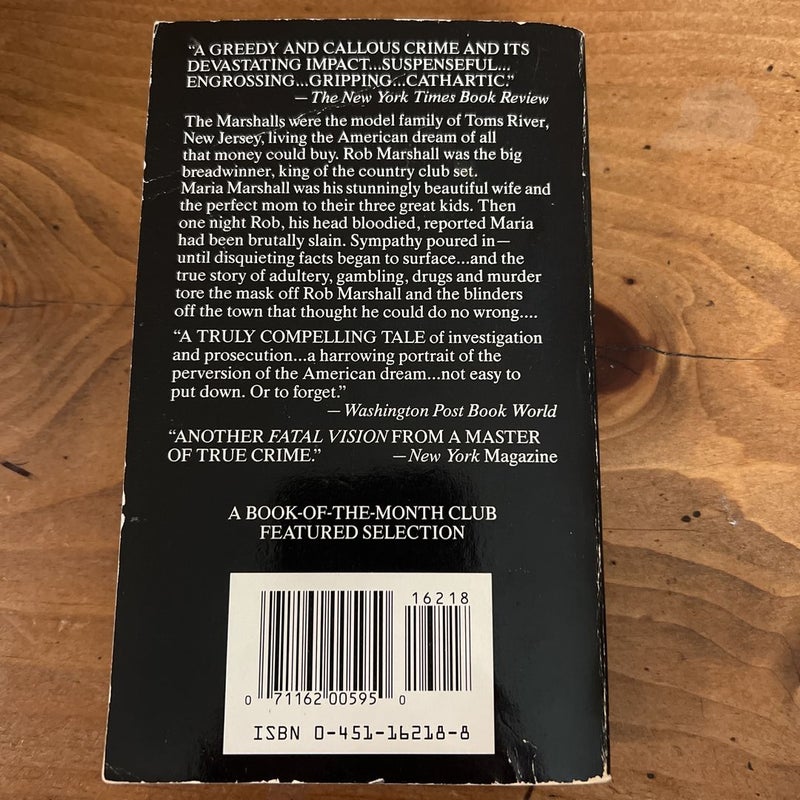 “A GREEDY AND CALLOUS CRIME AND ITS
DEVASTATING IMPACT...SUSPENSEFUL...
ENGROSSING...GRIPPING...CATHARTIC.”
—The New York Times Book Review
The Marshalls were the model family of Toms River,
New Jersey, living the American dream of all
that money could buy. Rob Marshall was the big
breadwinner, king of the country club set.
Maria Marshall was his stunningly beautiful wife and
the perfect mom to their three great kids. Then
one night Rob, his head bloodied, reported Maria
had been brutally slain. Sympathy poured in—
until disquieting facts began to surface...and the
true story of adultery, gambling, drugs and murder
tore the mask off Rob Marshall and the blinders
off the town that thought he could do no wrong....
“A TRULY COMPELLING TALE of investigation
and prosecution...a harrowing portrait of the
perversion of the American dream...not easy to
put down. Or to forget.”
—Washington Post Book World
“ANOTHER FATAL VISION FROM A MASTER
OF TRUE CRIME.” —New York Magazine
A BOOK-OF-THE-MONTH CLUB
FEATURED SELECTION
16218
0 71162 00595 0
ISBN 0-451-16218-8